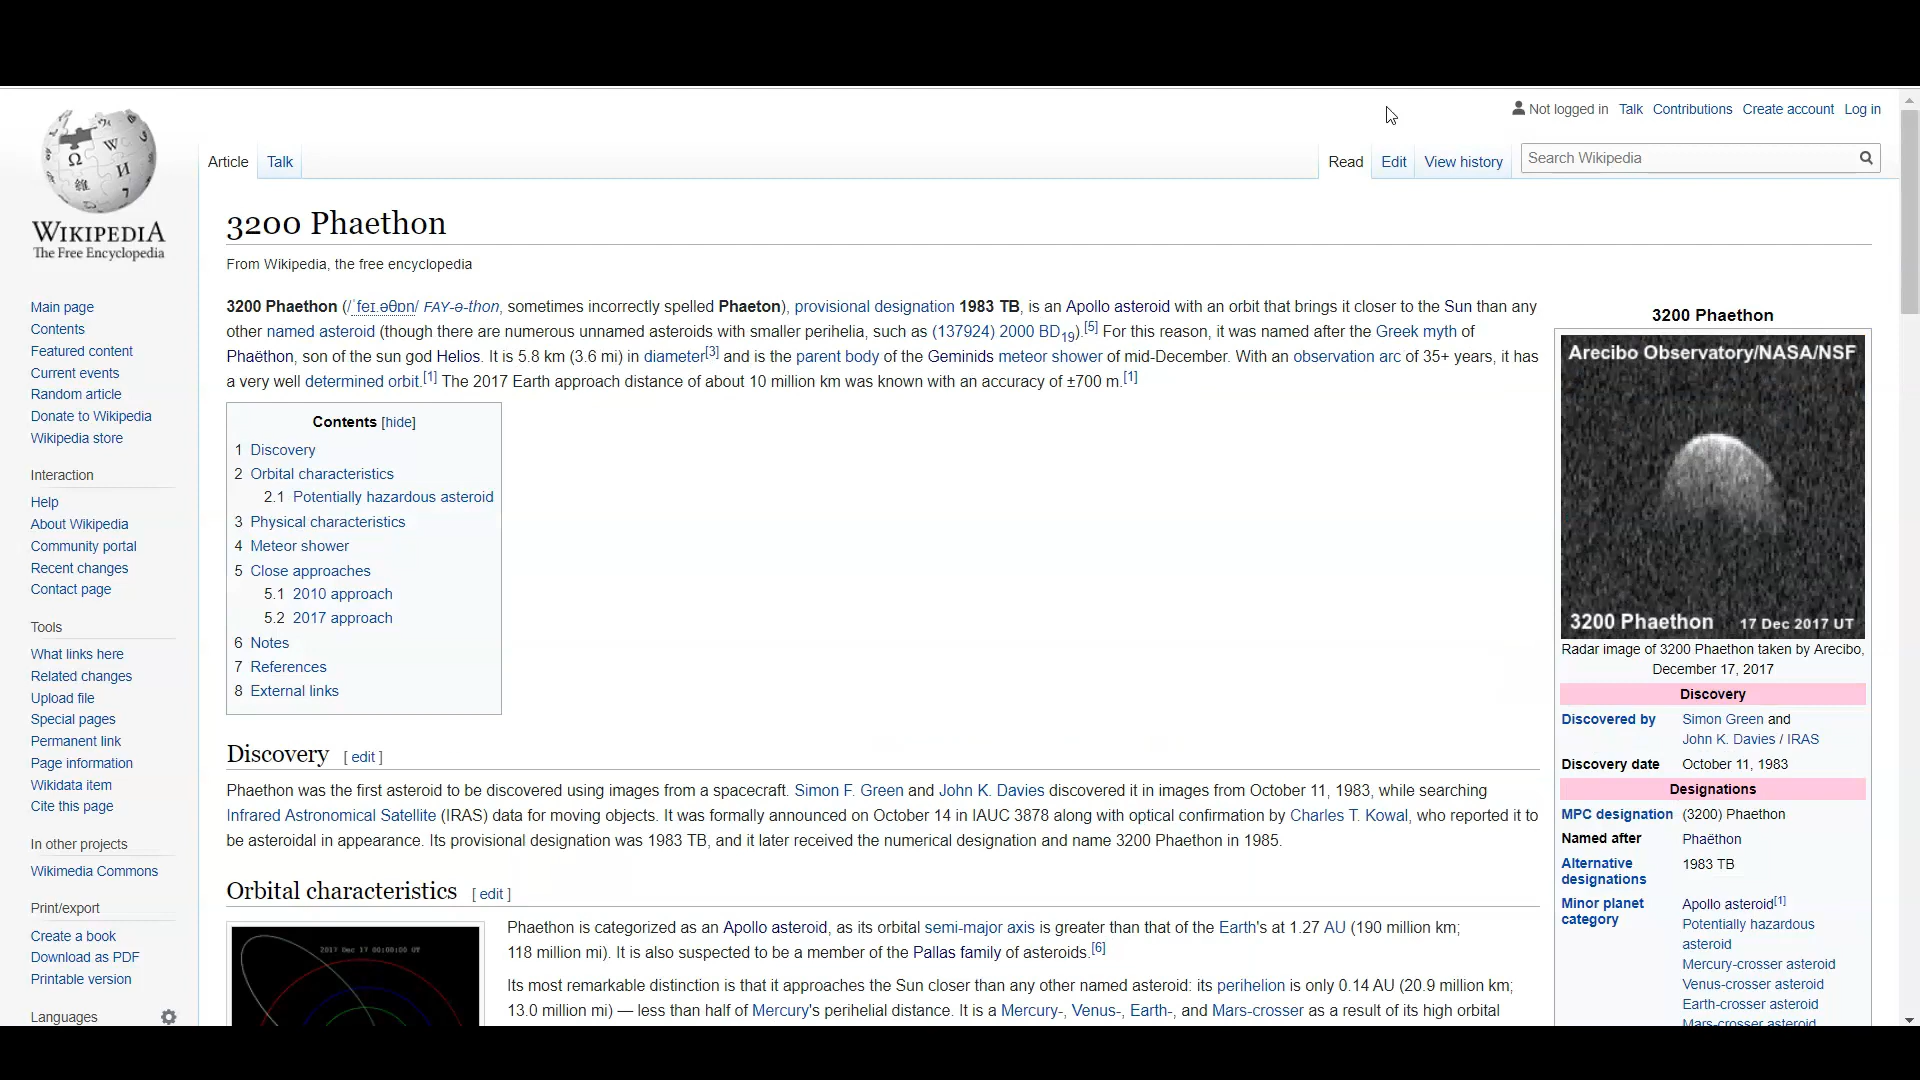 Not logged in Talk Contributions Create account Log in
Article Talk Read Edit View history Search Wikipedia
WIKIPEDIA
The Free Encyclopedia
Main page
Contents
Featured content
Current events
Random article
Donate to Wikipedia
Wikipedia store
Interaction
Help
About Wikipedia
Community portal
Recent changes
Contact page
Tools
What links here
Related changes
Upload file
Special pages
Permanent link
Page information
Wikidata item
Cite this page
In other projects
Wikimedia Commons
Print/export
Create a book
Download as PDF
Printable version
Languages
3200 Phaethon
From Wikipedia, the free encyclopedia
3200 Phaethon (/ˈfeɪ.əθɒn/ FAY-ə-thon, sometimes incorrectly spelled Phaeton), provisional designation 1983 TB, is an Apollo asteroid with an orbit that brings it closer to the Sun than any
other named asteroid (though there are numerous unnamed asteroids with smaller perihelia, such as (137924) 2000 BD19).[5] For this reason, it was named after the Greek myth of
Phaëthon, son of the sun god Helios. It is 5.8 km (3.6 mi) in diameter[3] and is the parent body of the Geminids meteor shower of mid-December. With an observation arc of 35+ years, it has
a very well determined orbit.[1] The 2017 Earth approach distance of about 10 million km was known with an accuracy of ±700 m.[1]
Contents [hide]
1 Discovery
2 Orbital characteristics
2.1 Potentially hazardous asteroid
3 Physical characteristics
4 Meteor shower
5 Close approaches
5.1 2010 approach
5.2 2017 approach
6 Notes
7 References
8 External links
Discovery [ edit ]
Phaethon was the first asteroid to be discovered using images from a spacecraft. Simon F. Green and John K. Davies discovered it in images from October 11, 1983, while searching
Infrared Astronomical Satellite (IRAS) data for moving objects. It was formally announced on October 14 in IAUC 3878 along with optical confirmation by Charles T. Kowal, who reported it to
be asteroidal in appearance. Its provisional designation was 1983 TB, and it later received the numerical designation and name 3200 Phaethon in 1985.
Orbital characteristics [ edit ]
2017 Dec 17 00:00:00 UT
Phaethon is categorized as an Apollo asteroid, as its orbital semi-major axis is greater than that of the Earth's at 1.27 AU (190 million km;
118 million mi). It is also suspected to be a member of the Pallas family of asteroids.[6]
Its most remarkable distinction is that it approaches the Sun closer than any other named asteroid: its perihelion is only 0.14 AU (20.9 million km;
13.0 million mi) — less than half of Mercury's perihelial distance. It is a Mercury-, Venus-, Earth-, and Mars-crosser as a result of its high orbital
3200 Phaethon
Arecibo Observatory/NASA/NSF
3200 Phaethon 17 Dec 2017 UT
Radar image of 3200 Phaethon taken by Arecibo,
December 17, 2017
Discovery
Discovered by Simon Green and
John K. Davies / IRAS
Discovery date October 11, 1983
Designations
MPC designation (3200) Phaethon
Named after Phaëthon
Alternative 1983 TB
designations
Minor planet Apollo asteroid[1]
category Potentially hazardous
asteroid
Mercury-crosser asteroid
Venus-crosser asteroid
Earth-crosser asteroid
Mars-crosser asteroid